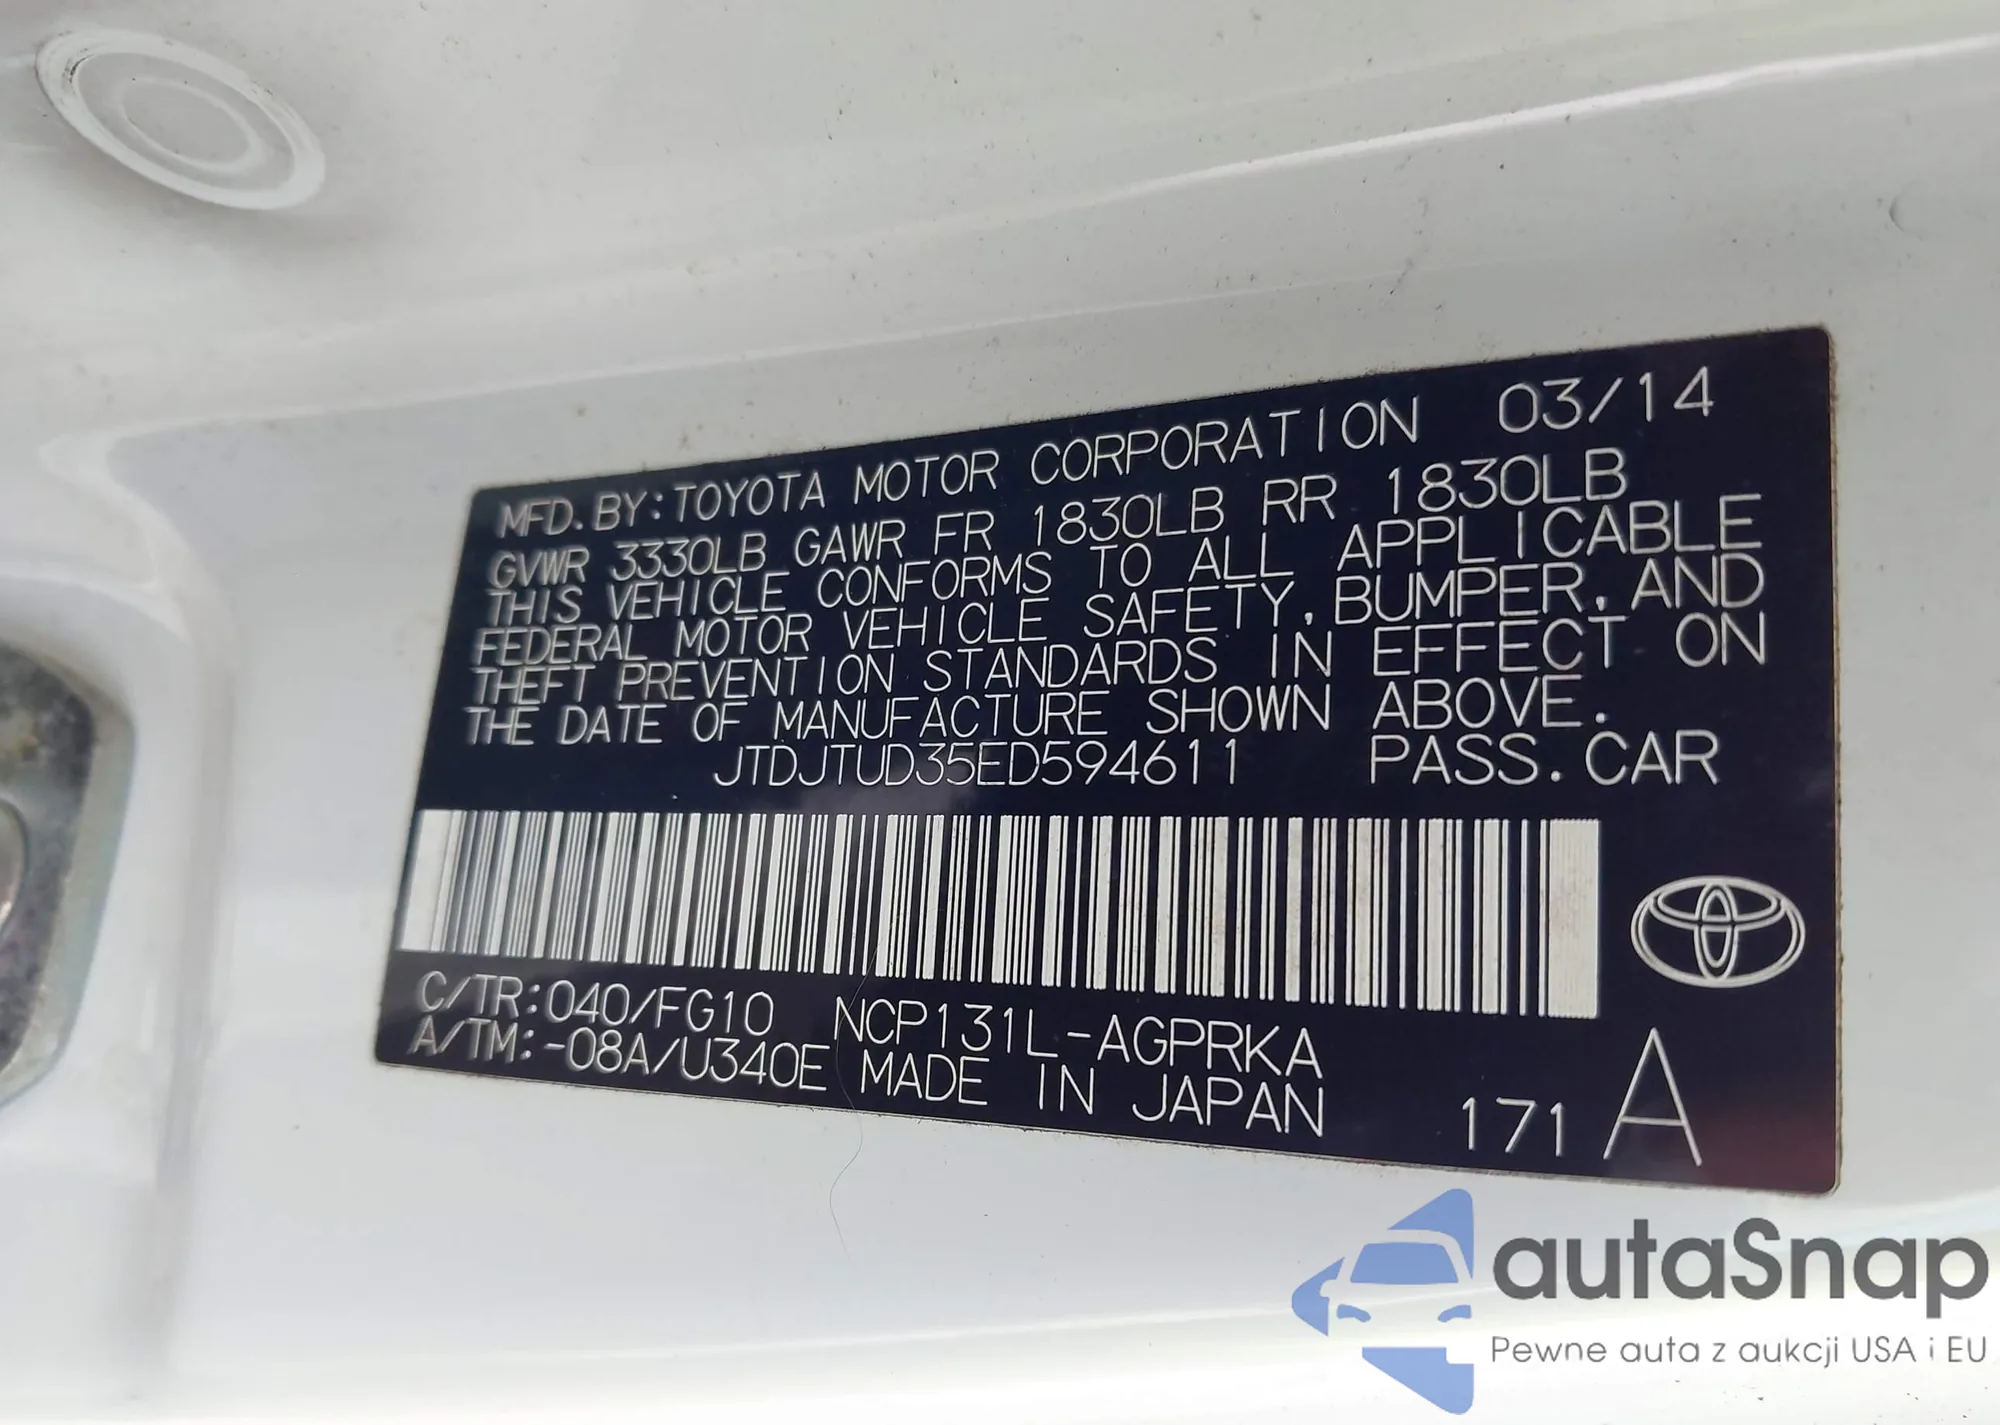 MFD. BY: TOYOTA MOTOR CORPORATION 03/14
GVWR 3330LB GAWR FR 1830LB RR 1830LB
THIS VEHICLE CONFORMS TO ALL APPLICABLE
FEDERAL MOTOR VEHICLE SAFETY, BUMPER, AND
THEFT PREVENTION STANDARDS IN EFFECT ON
THE DATE OF MANUFACTURE SHOWN ABOVE.
JTDJTUD35ED594611 PASS. CAR
C/TR: 040/FG10 NCP131L-AGPRKA
A/TM: -08A/U340E MADE IN JAPAN 171 A
autaSnap
Pewne auta z aukcji USA i EU